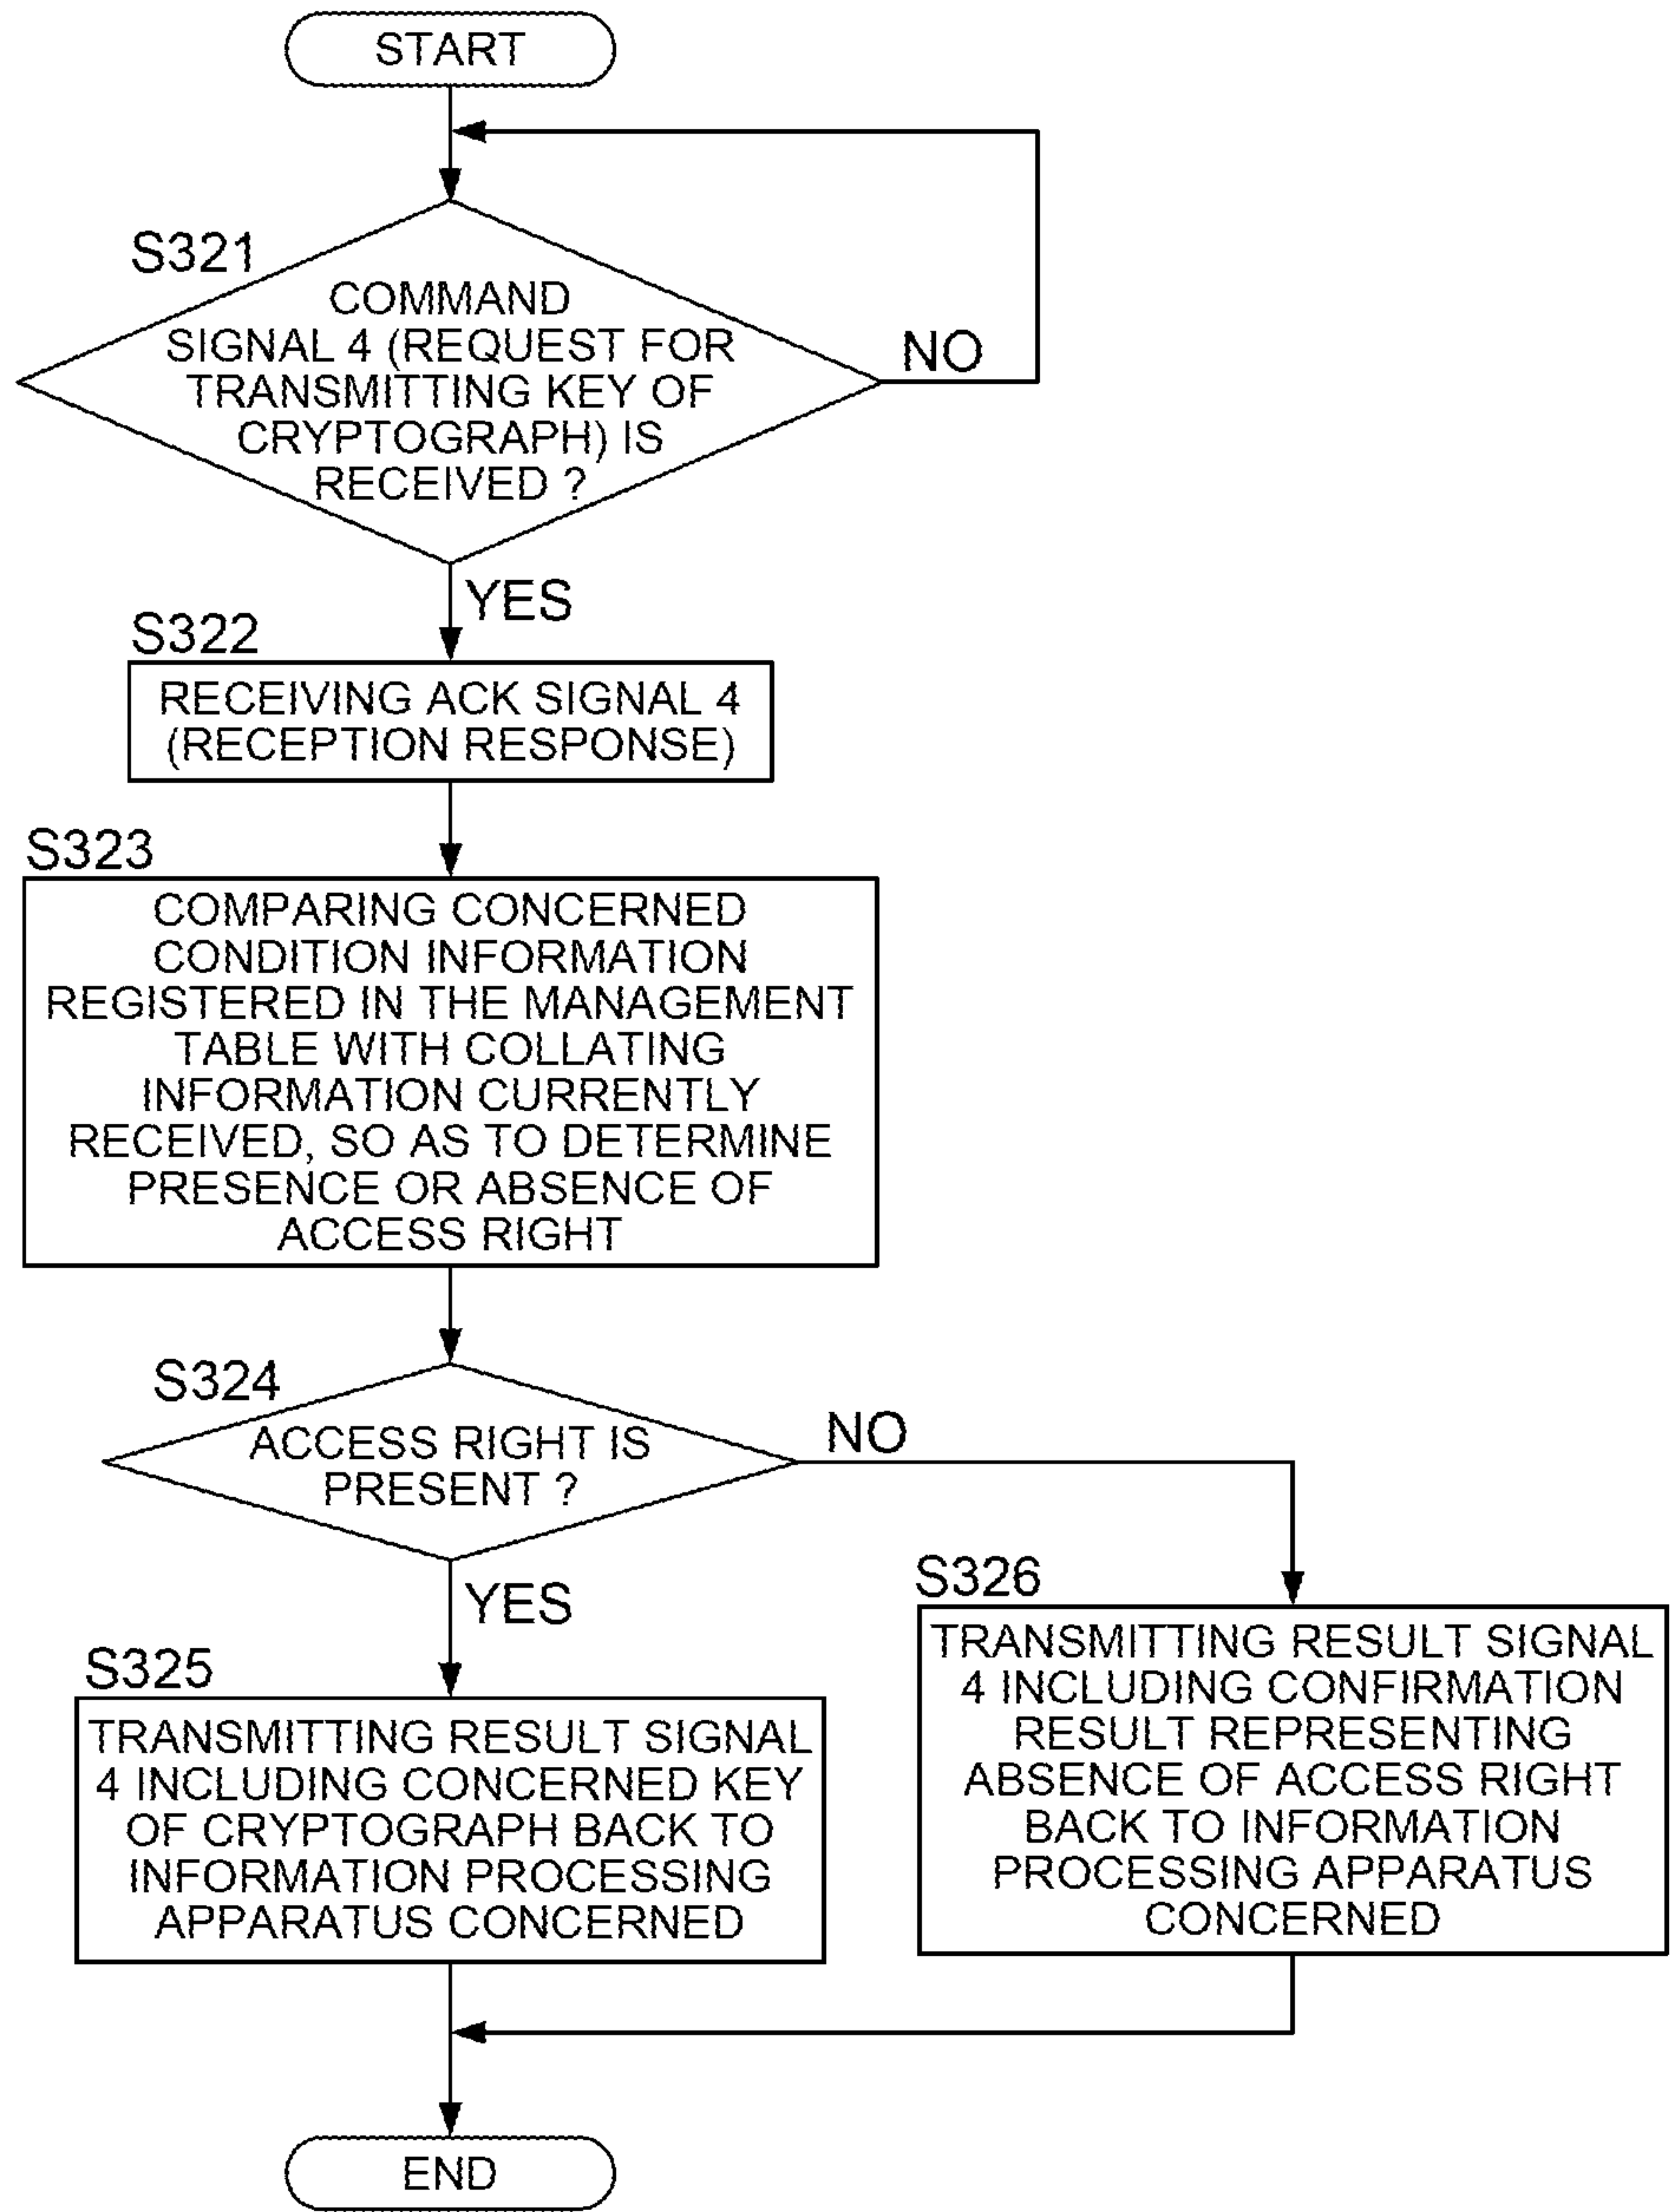 START
S321
COMMAND
SIGNAL 4 (REQUEST FOR
TRANSMITTING KEY OF
CRYPTOGRAPH) IS
RECEIVED ?
NO
YES
S322
RECEIVING ACK SIGNAL 4
(RECEPTION RESPONSE)
S323
COMPARING CONCERNED
CONDITION INFORMATION
REGISTERED IN THE MANAGEMENT
TABLE WITH COLLATING
INFORMATION CURRENTLY
RECEIVED, SO AS TO DETERMINE
PRESENCE OR ABSENCE OF
ACCESS RIGHT
S324
ACCESS RIGHT IS
PRESENT ?
NO
YES
S325
TRANSMITTING RESULT SIGNAL
4 INCLUDING CONCERNED KEY
OF CRYPTOGRAPH BACK TO
INFORMATION PROCESSING
APPARATUS CONCERNED
S326
TRANSMITTING RESULT SIGNAL
4 INCLUDING CONFIRMATION
RESULT REPRESENTING
ABSENCE OF ACCESS RIGHT
BACK TO INFORMATION
PROCESSING APPARATUS
CONCERNED
END